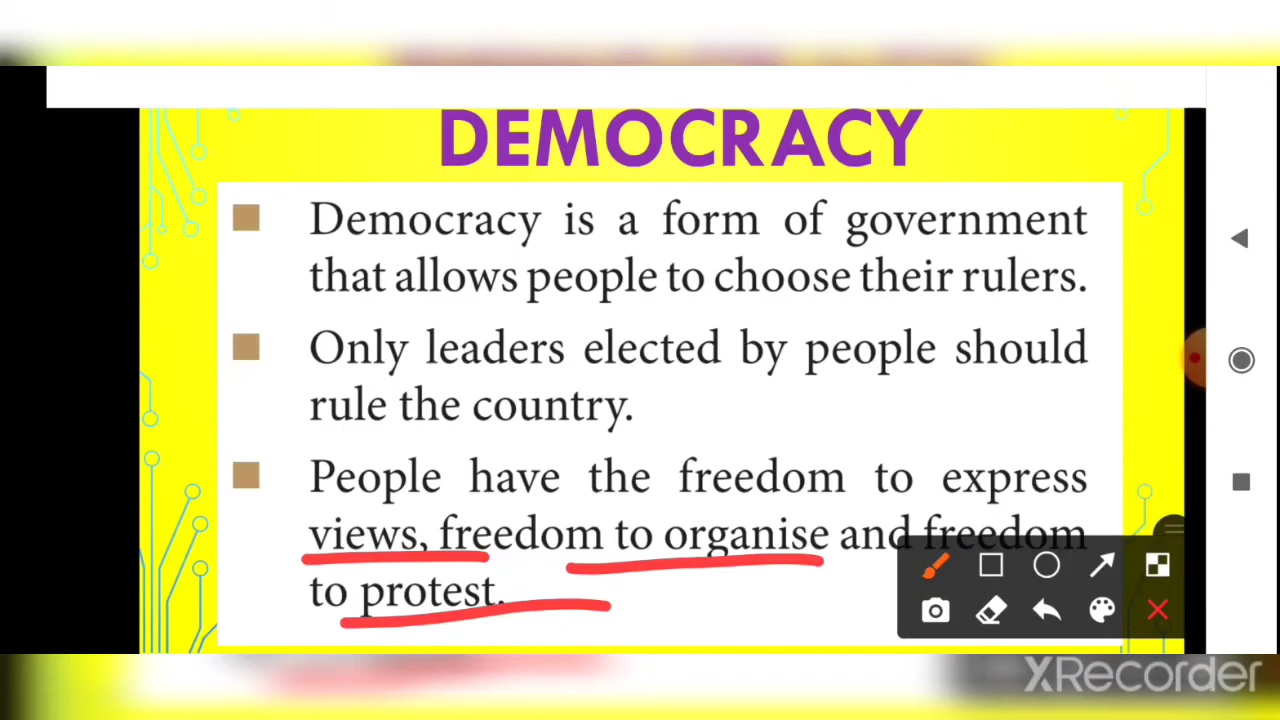 DEMOCRACY
Democracy is a form of government
that allows people to choose their rulers.
Only leaders elected by people should
rule the country.
People have the freedom to express
views, freedom to organise and freedom
to protest.
XRecorder